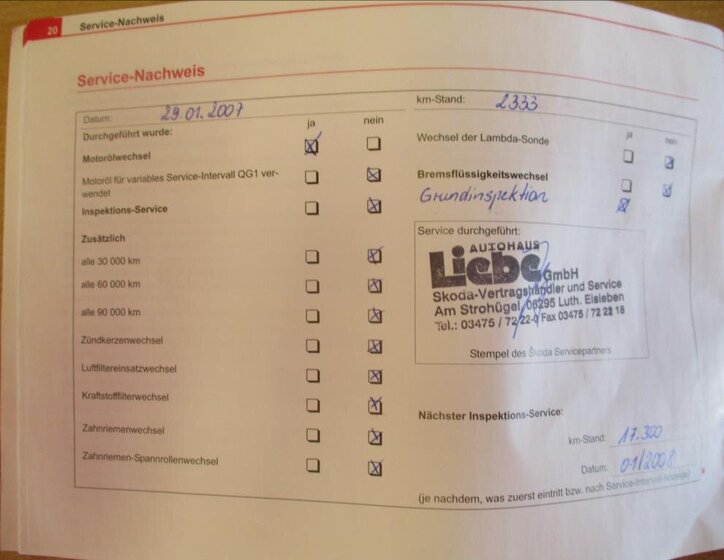 20 Service-Nachweis
Service-Nachweis
Datum: 29.01.2007
Durchgeführt wurde: ja nein
Motorölwechsel
Motoröl für variables Service-Intervall QG1 ver-
wendet
Inspektions-Service
Zusätzlich
alle 30 000 km
alle 60 000 km
alle 90 000 km
Zündkerzenwechsel
Luftfiltereinsatzwechsel
Kraftstofffilterwechsel
Zahnriemenwechsel
Zahnriemen-Spannrollenwechsel
km-Stand: 2333
ja nein
Wechsel der Lambda-Sonde
Bremsflüssigkeitswechsel
Grundinspektion
Service durchgeführt:
AUTOHAUS
Liebe GmbH
Skoda-Vertragshändler und Service
Am Strohügel, 06295 Luth. Eisleben
Tel.: 03475 / 72 22-0 Fax 03475 / 72 22 18
Stempel des Škoda Servicepartners
Nächster Inspektions-Service:
km-Stand: 17.300
Datum: 01/2008
(je nachdem, was zuerst eintritt bzw. nach Service-Intervall-Anzeige)